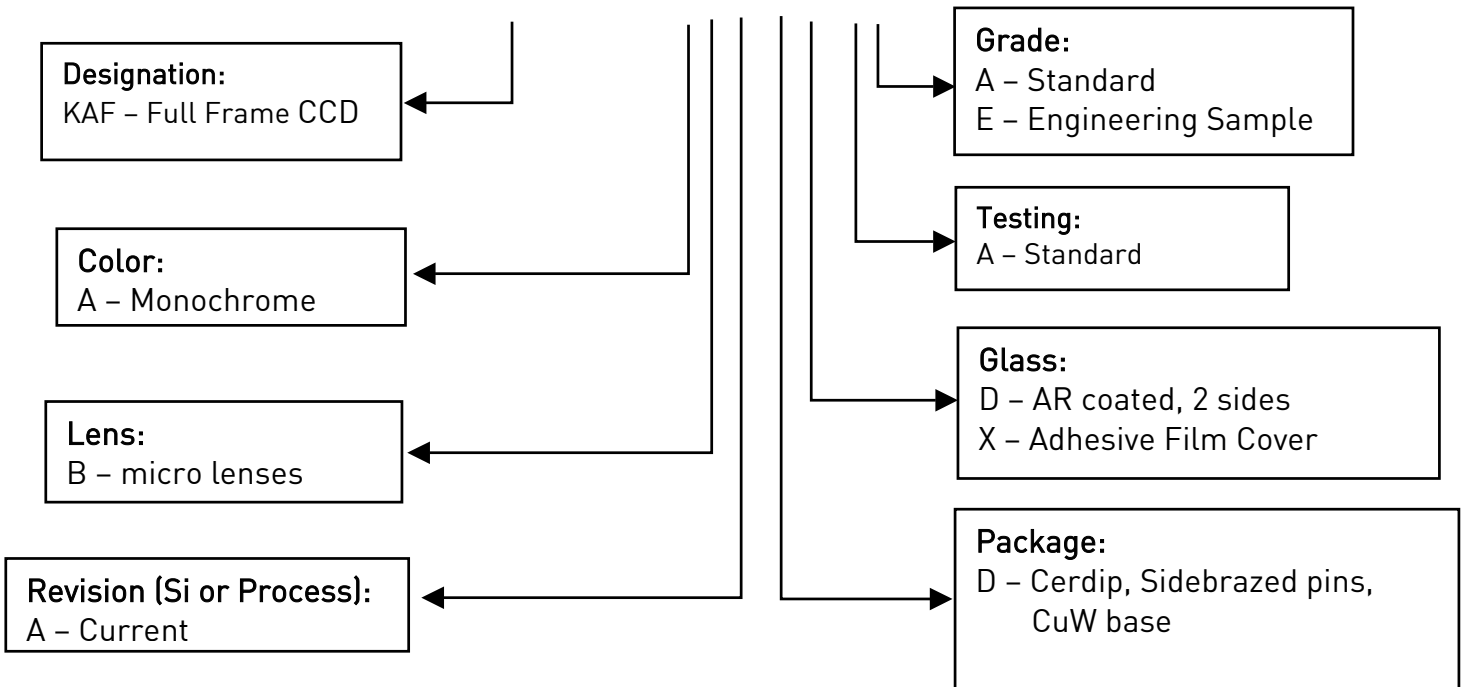 Designation:
KAF – Full Frame CCD
Color:
A – Monochrome
Lens:
B – micro lenses
Revision (Si or Process):
A – Current
Grade:
A – Standard
E – Engineering Sample
Testing:
A – Standard
Glass:
D – AR coated, 2 sides
X – Adhesive Film Cover
Package:
D – Cerdip, Sidebrazed pins,
CuW base